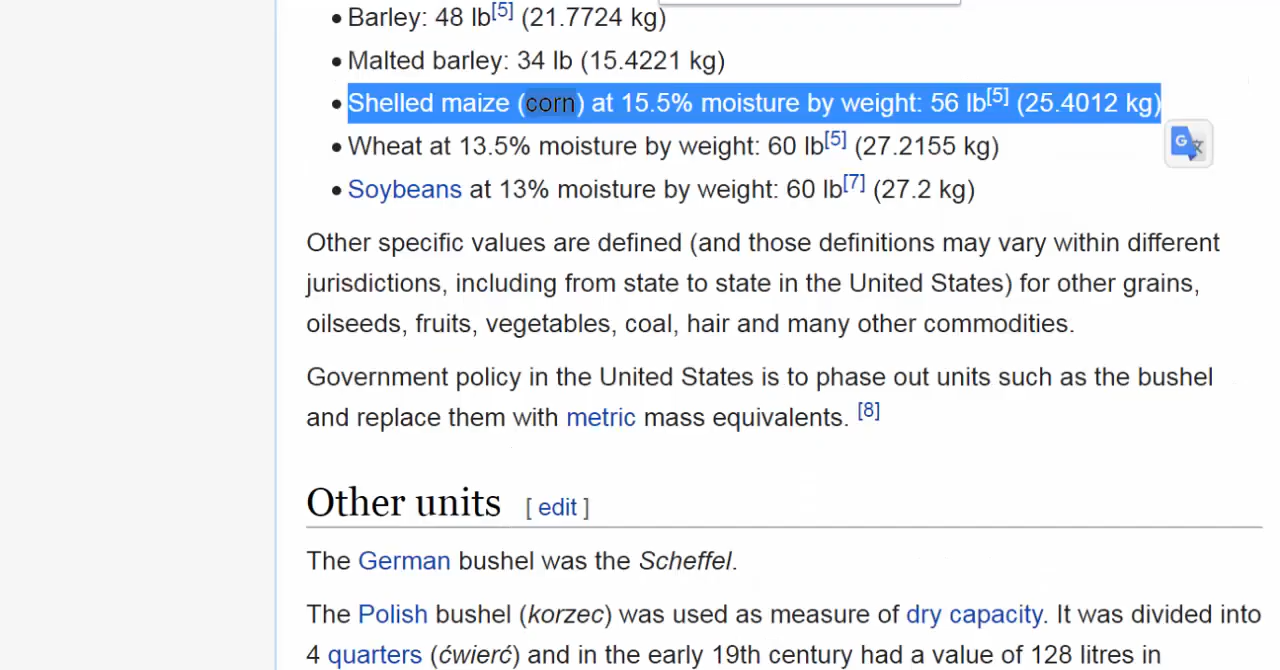 • Barley: 48 lb[5] (21.7724 kg)
• Malted barley: 34 lb (15.4221 kg)
• Shelled maize (corn) at 15.5% moisture by weight: 56 lb[5] (25.4012 kg)
• Wheat at 13.5% moisture by weight: 60 lb[5] (27.2155 kg)
• Soybeans at 13% moisture by weight: 60 lb[7] (27.2 kg)
Other specific values are defined (and those definitions may vary within different
jurisdictions, including from state to state in the United States) for other grains,
oilseeds, fruits, vegetables, coal, hair and many other commodities.
Government policy in the United States is to phase out units such as the bushel
and replace them with metric mass equivalents. [8]
Other units [ edit ]
The German bushel was the Scheffel.
The Polish bushel (korzec) was used as measure of dry capacity. It was divided into
4 quarters (ćwierć) and in the early 19th century had a value of 128 litres in